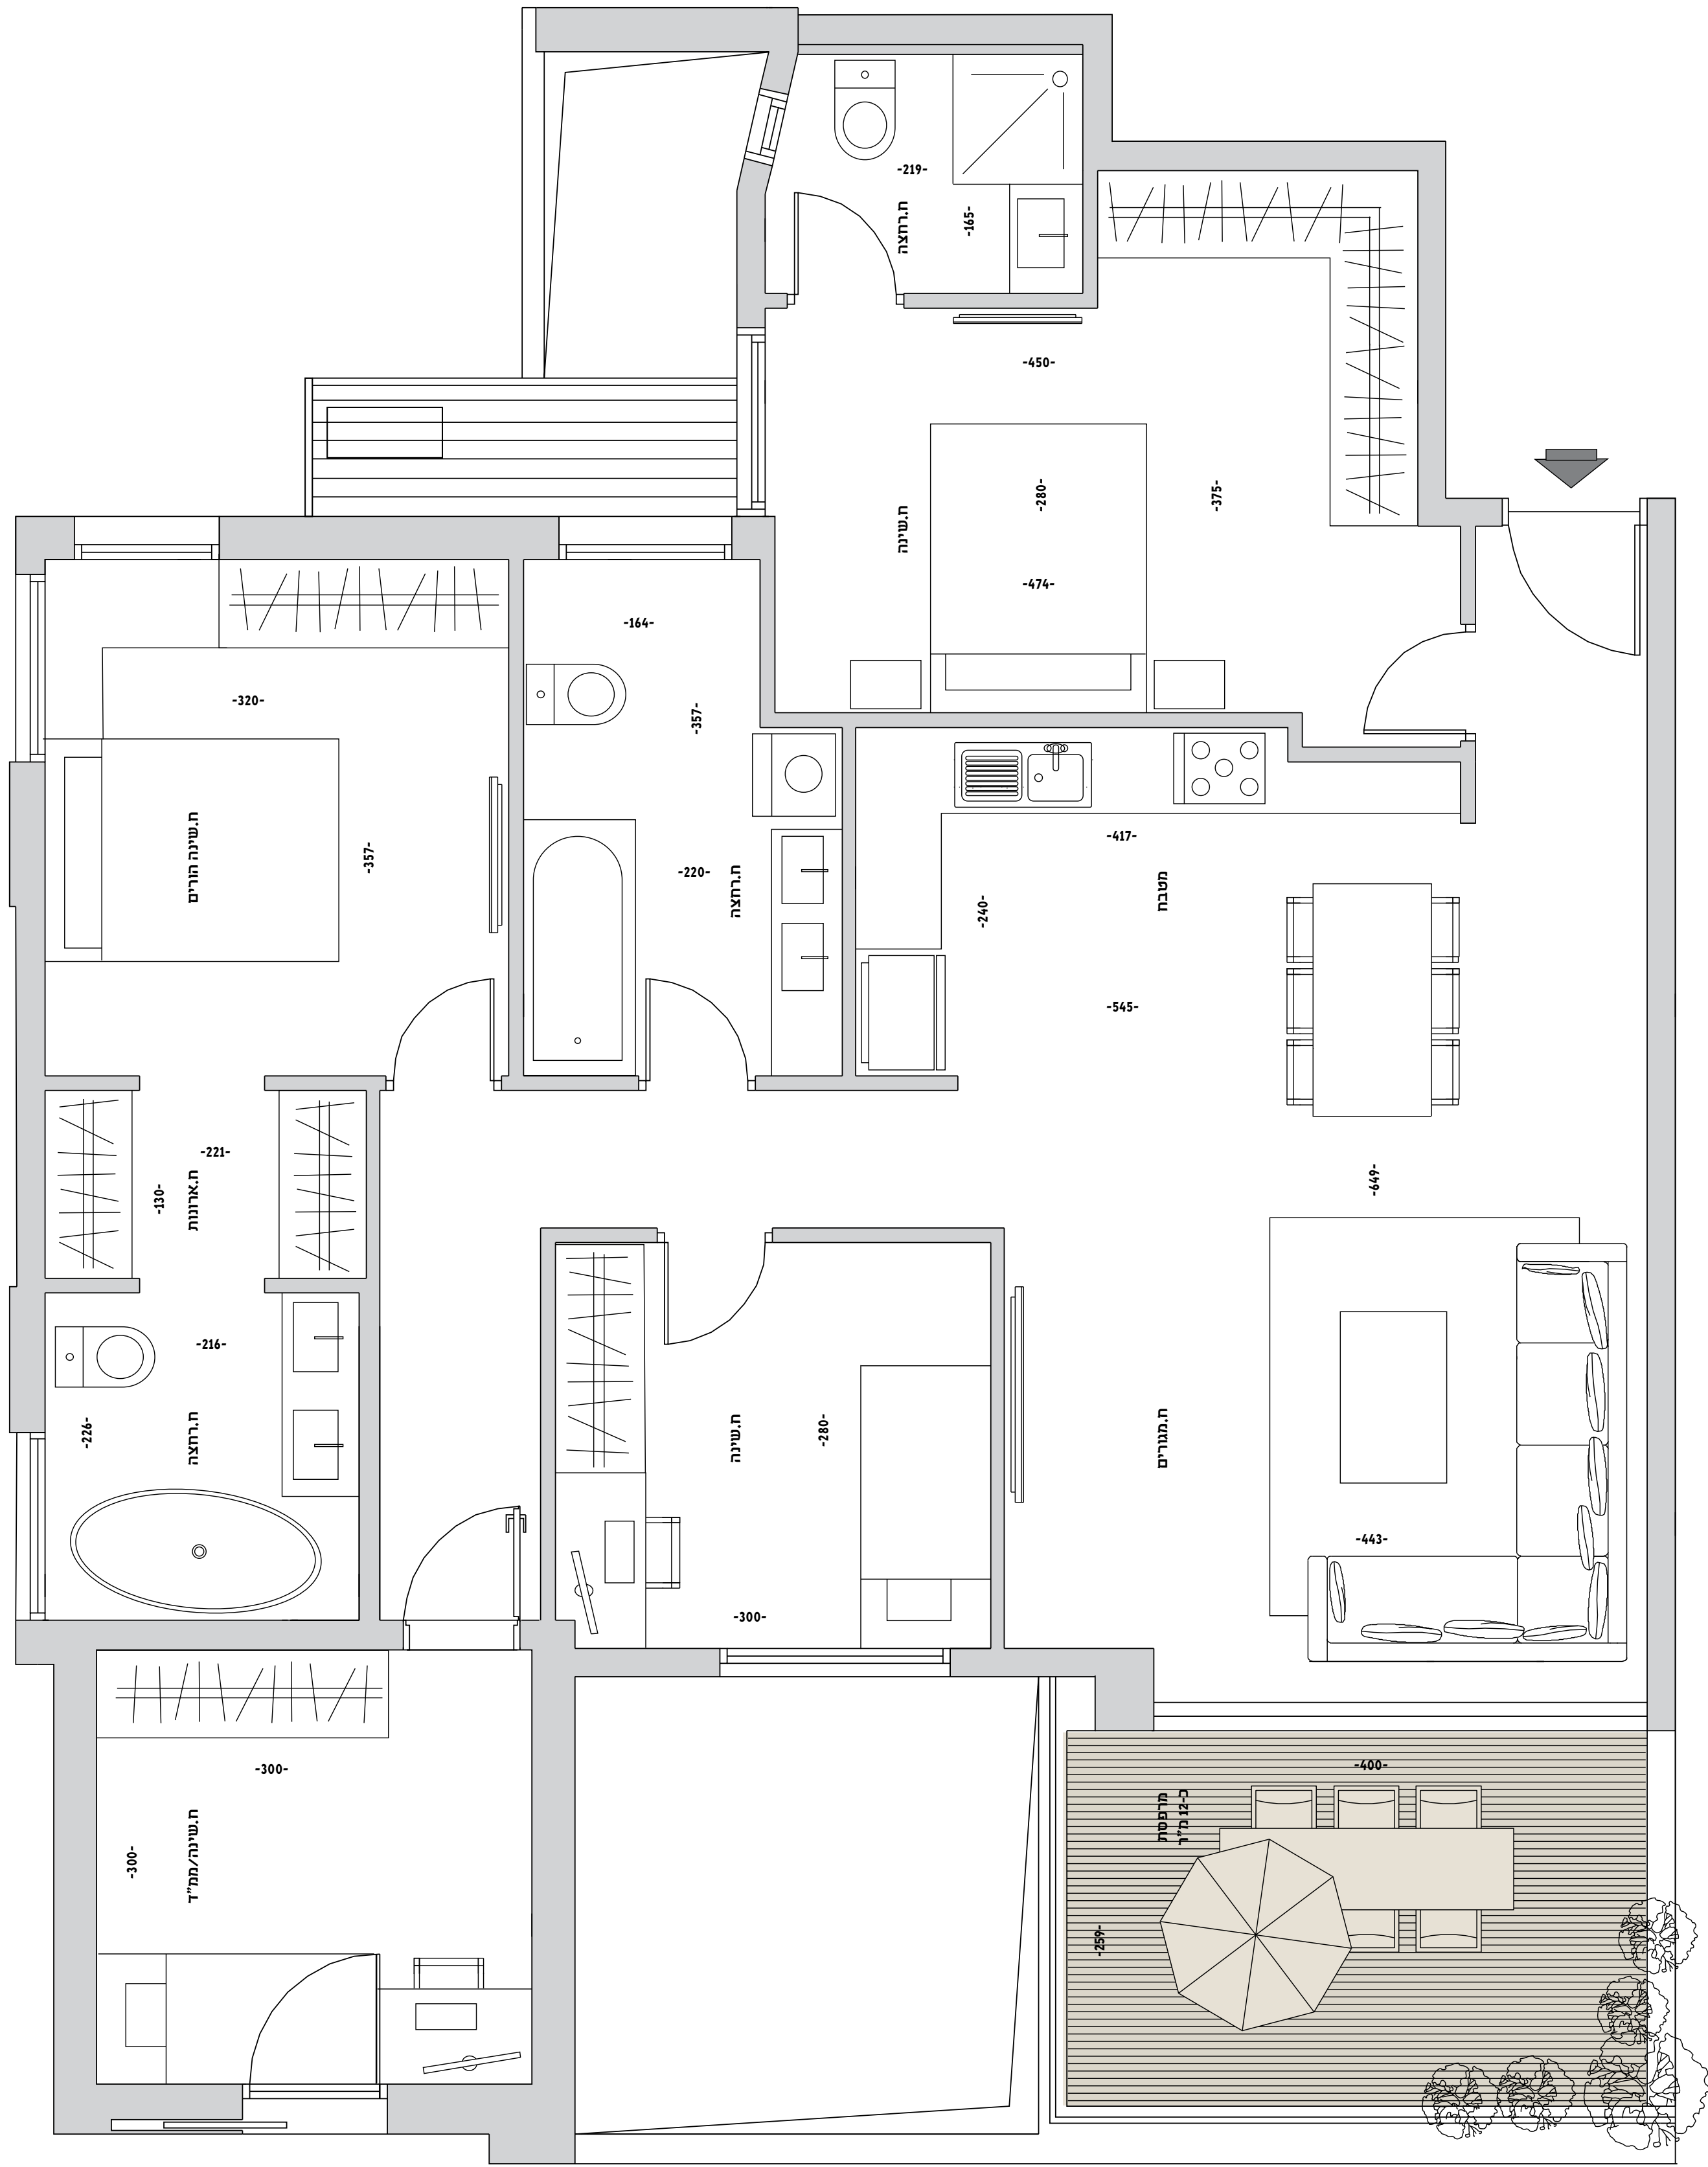 -219-
ח.רחצה
-165-
-450-
ח.שינה
-280-
-375-
-474-
-164-
-357-
-220-
ח.רחצה
-320-
ח.שינה הורים
-357-
-417-
מטבח
-240-
-545-
-221-
ח.ארונות
-130-
-649-
-216-
ח.רחצה
-226-
ח.שינה
-280-
-300-
ח.מגורים
-443-
-300-
ח.שינה/ממ"ד
-300-
-400-
מרפסת
כ-12 מ"ר
-259-